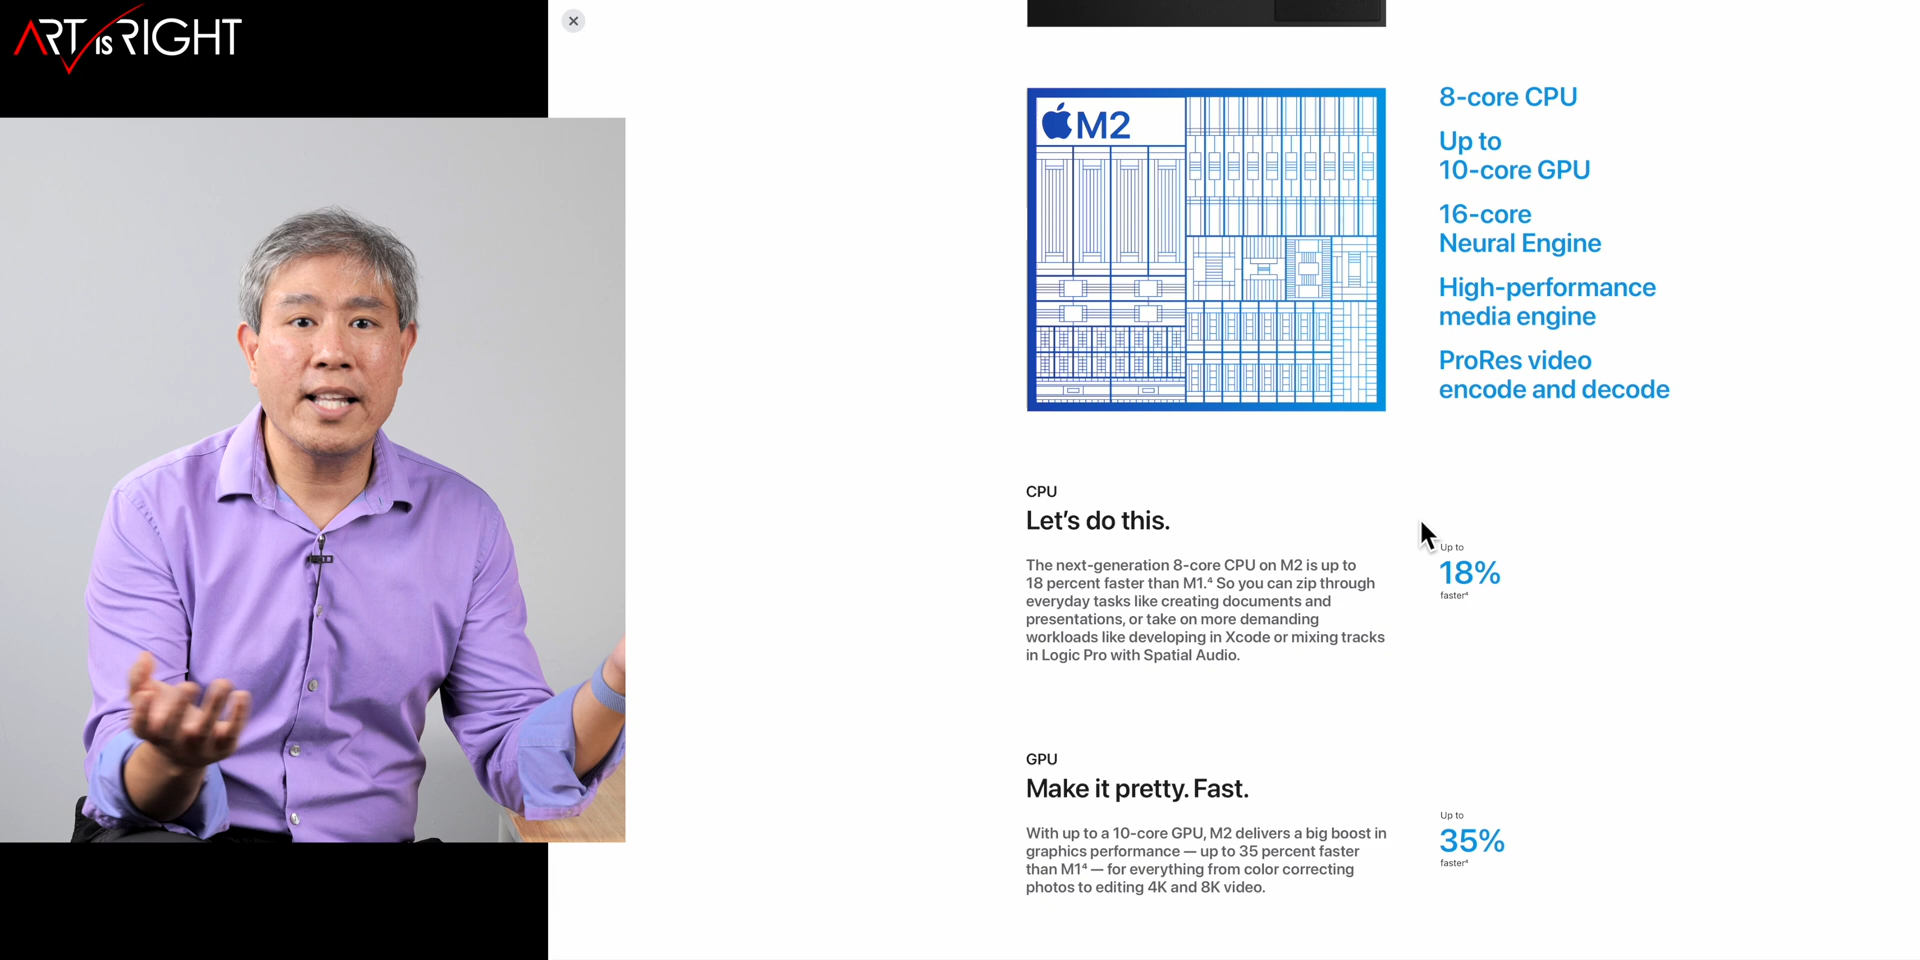 ART IS RIGHT
M2
8-core CPU
Up to
10-core GPU
16-core
Neural Engine
High-performance
media engine
ProRes video
encode and decode
CPU
Let's do this.
The next-generation 8-core CPU on M2 is up to
18 percent faster than M1.⁴ So you can zip through
everyday tasks like creating documents and
presentations, or take on more demanding
workloads like developing in Xcode or mixing tracks
in Logic Pro with Spatial Audio.
Up to
18%
faster⁴
GPU
Make it pretty. Fast.
With up to a 10-core GPU, M2 delivers a big boost in
graphics performance — up to 35 percent faster
than M1⁴ — for everything from color correcting
photos to editing 4K and 8K video.
Up to
35%
faster⁴